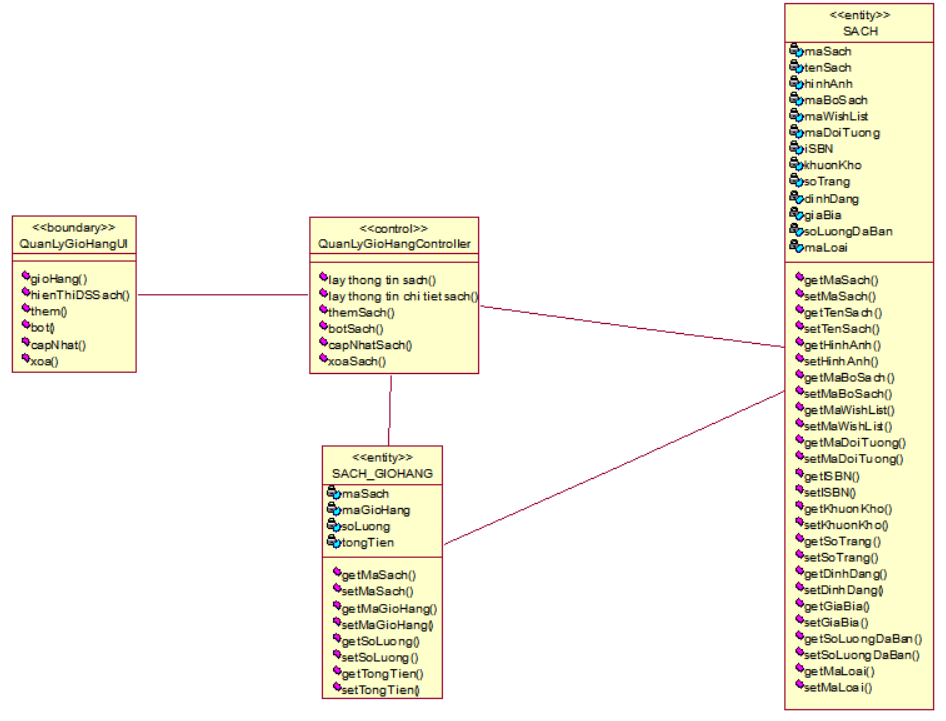 <<boundary>>
QuanLyGioHangUI
gioHang()
hienThiDSSach()
them()
bot()
capNhat()
xoa()
<<control>>
QuanLyGioHangController
lay thong tin sach()
lay thong tin chi tiet sach()
themSach()
botSach()
capNhatSach()
xoaSach()
<<entity>>
SACH_GIOHANG
maSach
maGioHang
soLuong
tongTien
getMaSach()
setMaSach()
getMaGioHang()
setMaGioHang()
getSoLuong()
setSoLuong()
getTongTien()
setTongTien()
<<entity>>
SACH
maSach
tenSach
hinhAnh
maBoSach
maWishList
maDoiTuong
iSBN
khuonKho
soTrang
dinhDang
giaBia
soLuongDaBan
maLoai
getMaSach()
setMaSach()
getTenSach()
setTenSach()
getHinhAnh()
setHinhAnh()
getMaBoSach()
setMaBoSach()
getMaWishList()
setMaWishList()
getMaDoiTuong()
setMaDoiTuong()
getISBN()
setISBN()
getKhuonKho()
setKhuonKho()
getSoTrang()
setSoTrang()
getDinhDang()
setDinhDang()
getGiaBia()
setGiaBia()
getSoLuongDaBan()
setSoLuongDaBan()
getMaLoai()
setMaLoai()